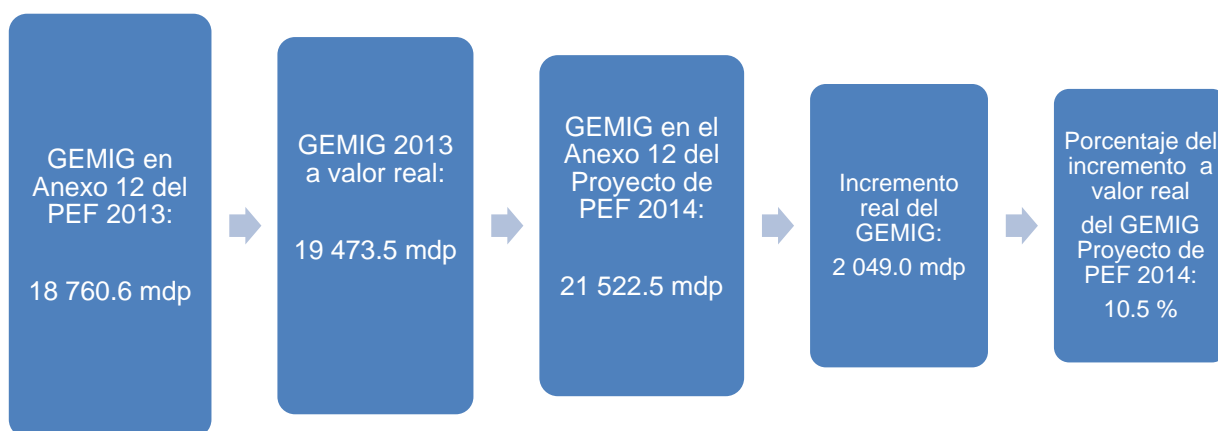 GEMIG en
Anexo 12 del
PEF 2013:
18 760.6 mdp
GEMIG 2013
a valor real:
19 473.5 mdp
GEMIG en el
Anexo 12 del
Proyecto de
PEF 2014:
21 522.5 mdp
Incremento
real del
GEMIG:
2 049.0 mdp
Porcentaje del
incremento a
valor real
del GEMIG
Proyecto de
PEF 2014:
10.5 %